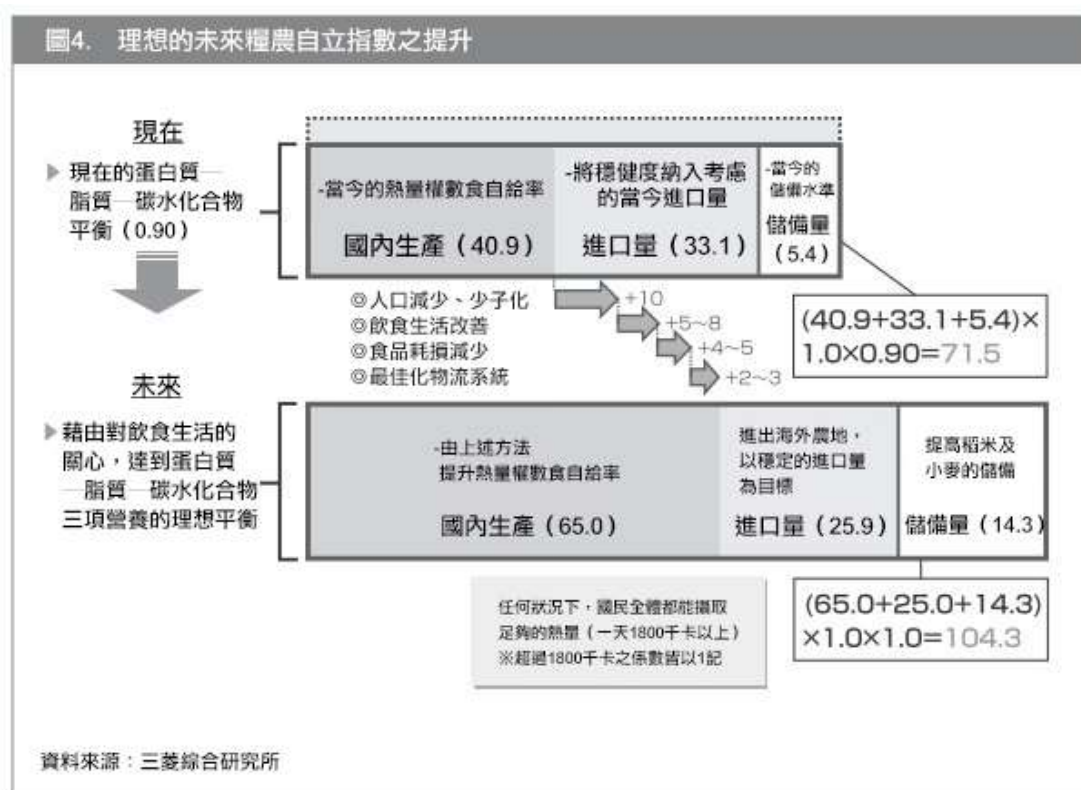 圖4. 理想的未來糧農自立指數之提升
現在
現在的蛋白質—
脂質—碳水化合物
平衡（0.90）
-當今的熱量權數食自給率
國內生產（40.9）
-將穩健度納入考慮
的當今進口量
進口量（33.1）
-當今的
儲備水準
儲備量
（5.4）
◎人口減少、少子化
◎飲食生活改善
◎食品耗損減少
◎最佳化物流系統
+10
+5~8
+4~5
+2~3
(40.9+33.1+5.4)×
1.0×0.90=71.5
未來
藉由對飲食生活的
關心，達到蛋白質
—脂質—碳水化合物
三項營養的理想平衡
-由上述方法
提升熱量權數食自給率
國內生產（65.0）
進出海外農地，
以穩定的進口量
為目標
進口量（25.9）
提高稻米及
小麥的儲備
儲備量（14.3）
(65.0+25.0+14.3)
×1.0×1.0=104.3
任何狀況下，國民全體都能攝取
足夠的熱量（一天1800千卡以上）
※超過1800千卡之係數皆以1記
資料來源：三菱綜合研究所